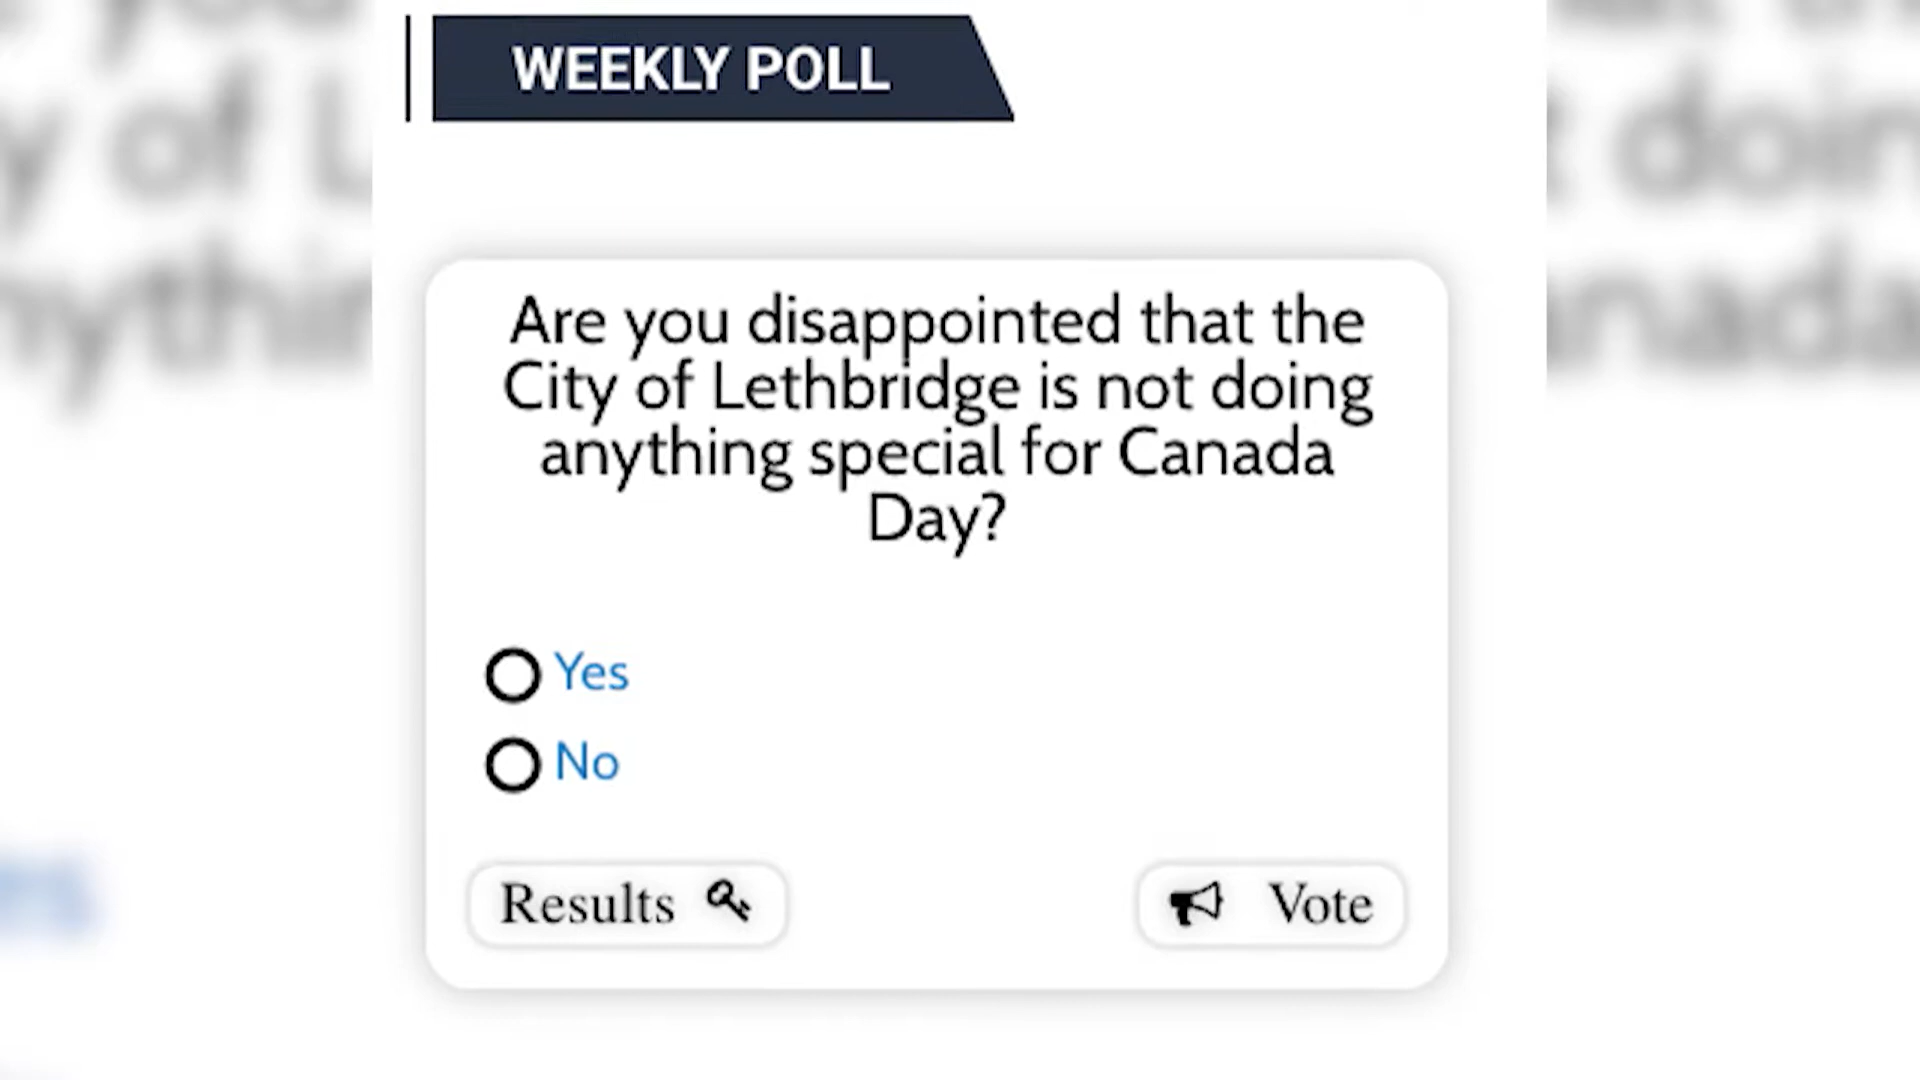 WEEKLY POLL
Are you disappointed that the
City of Lethbridge is not doing
anything special for Canada
Day?
Yes
No
Results
Vote